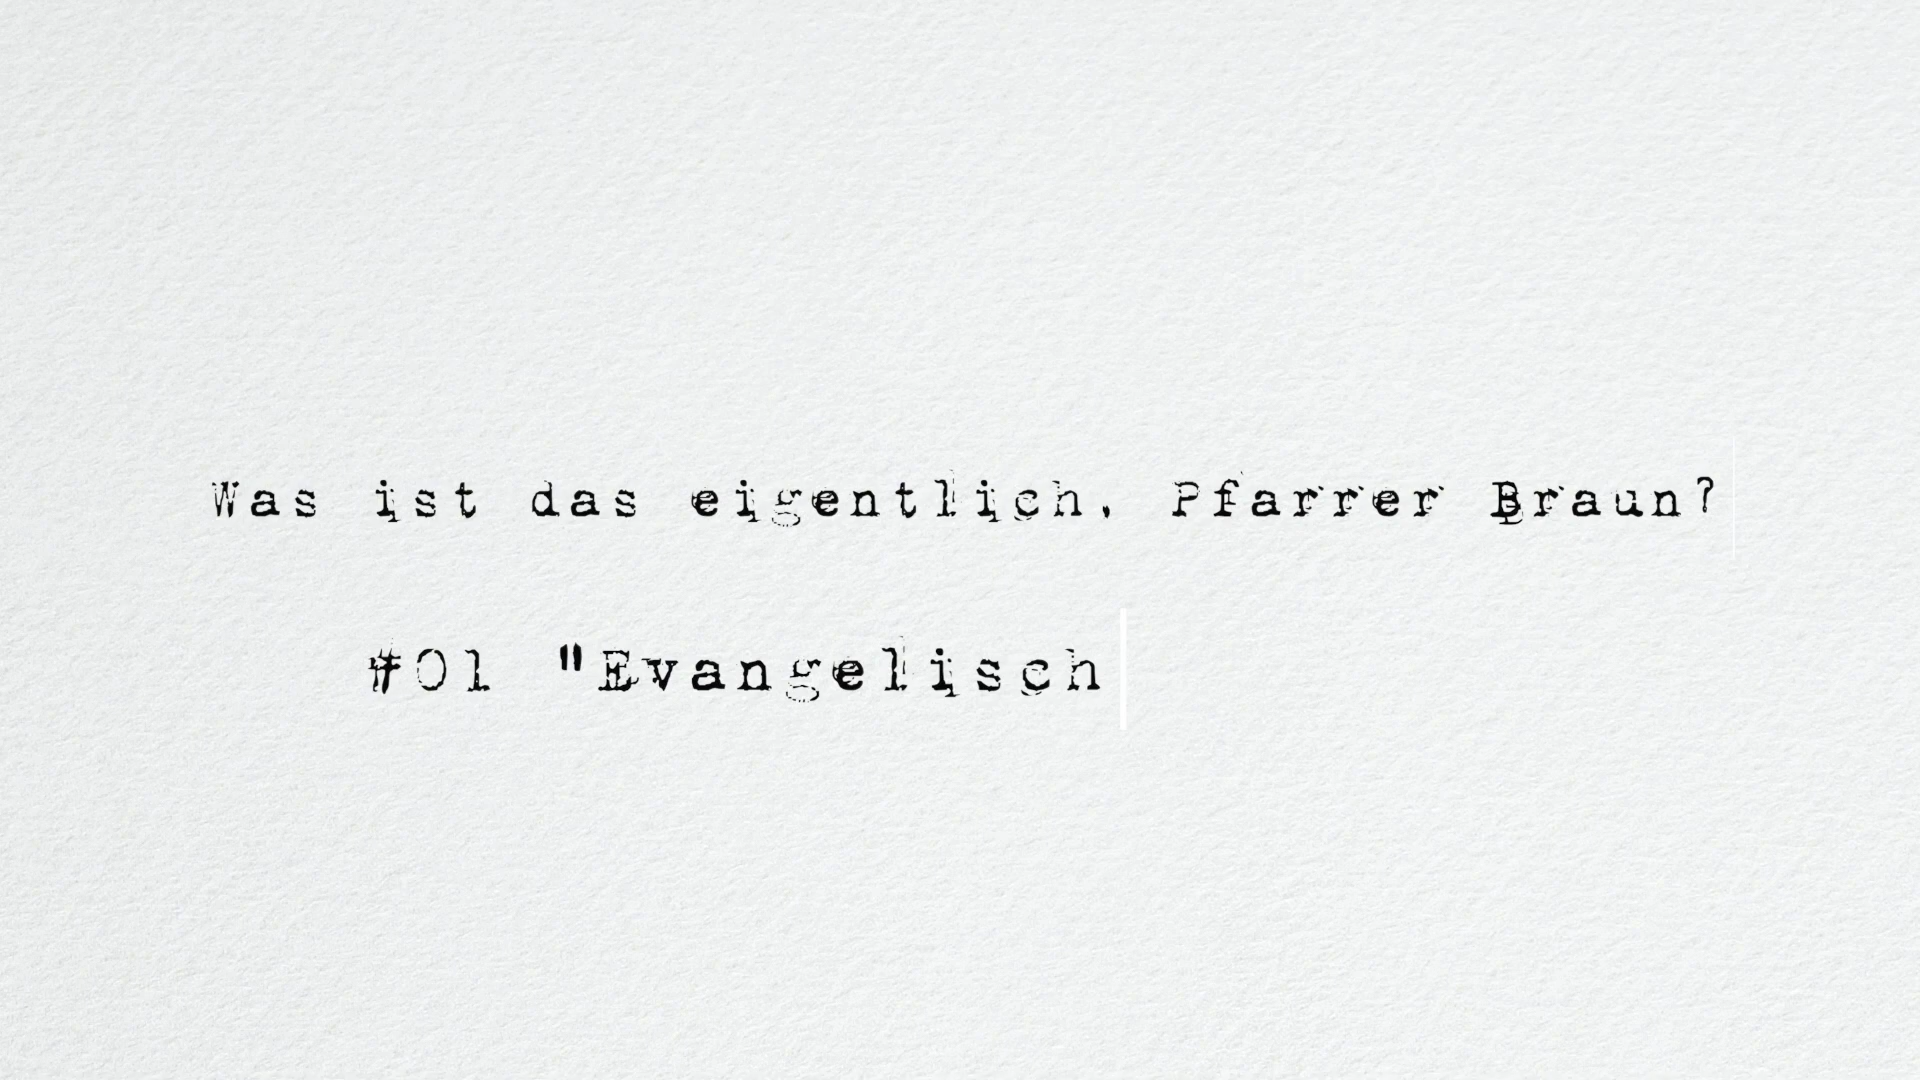 Was ist das eigentlich, Pfarrer Braun?
#01 "Evangelisch